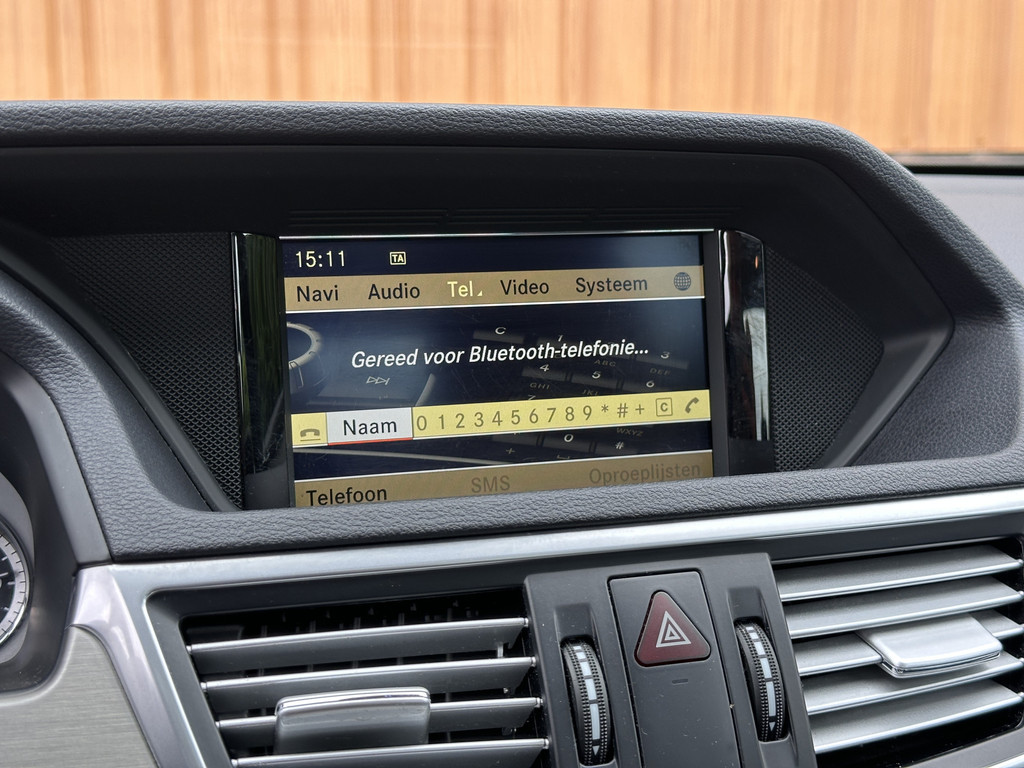 15:11 TA
Navi Audio Tel Video Systeem
Gereed voor Bluetooth-telefonie...
Naam 0 1 2 3 4 5 6 7 8 9 * # + C
Telefoon SMS Oproeplijsten